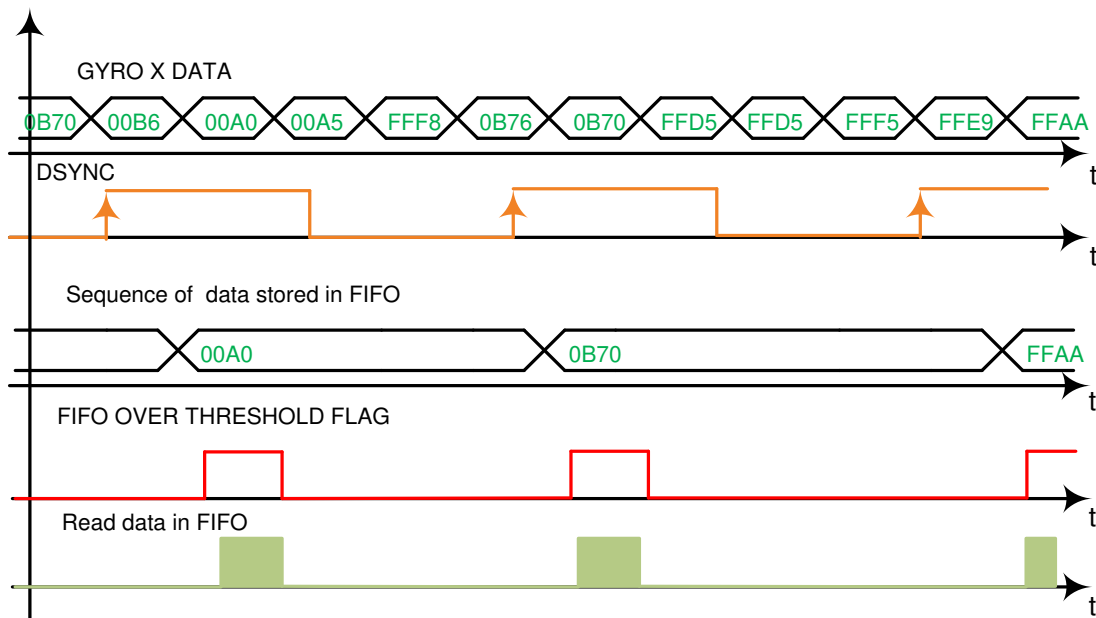 GYRO X DATA
0B70 00B6 00A0 00A5 FFF8 0B76 0B70 FFD5 FFD5 FFF5 FFE9 FFAA
t
DSYNC
t
Sequence of data stored in FIFO
00A0 0B70 FFAA
t
FIFO OVER THRESHOLD FLAG
t
Read data in FIFO
t